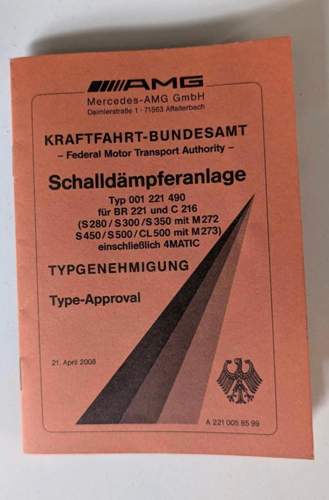 AMG
Mercedes-AMG GmbH
Daimlerstraße 1 · 71563 Affalterbach
KRAFTFAHRT-BUNDESAMT
– Federal Motor Transport Authority –
Schalldämpferanlage
Typ 001 221 490
für BR 221 und C 216
(S280/S300/S350 mit M272
S450/S500/CL500 mit M273)
einschließlich 4MATIC
TYPGENEHMIGUNG
Type-Approval
21. April 2008
A 221 005 85 99